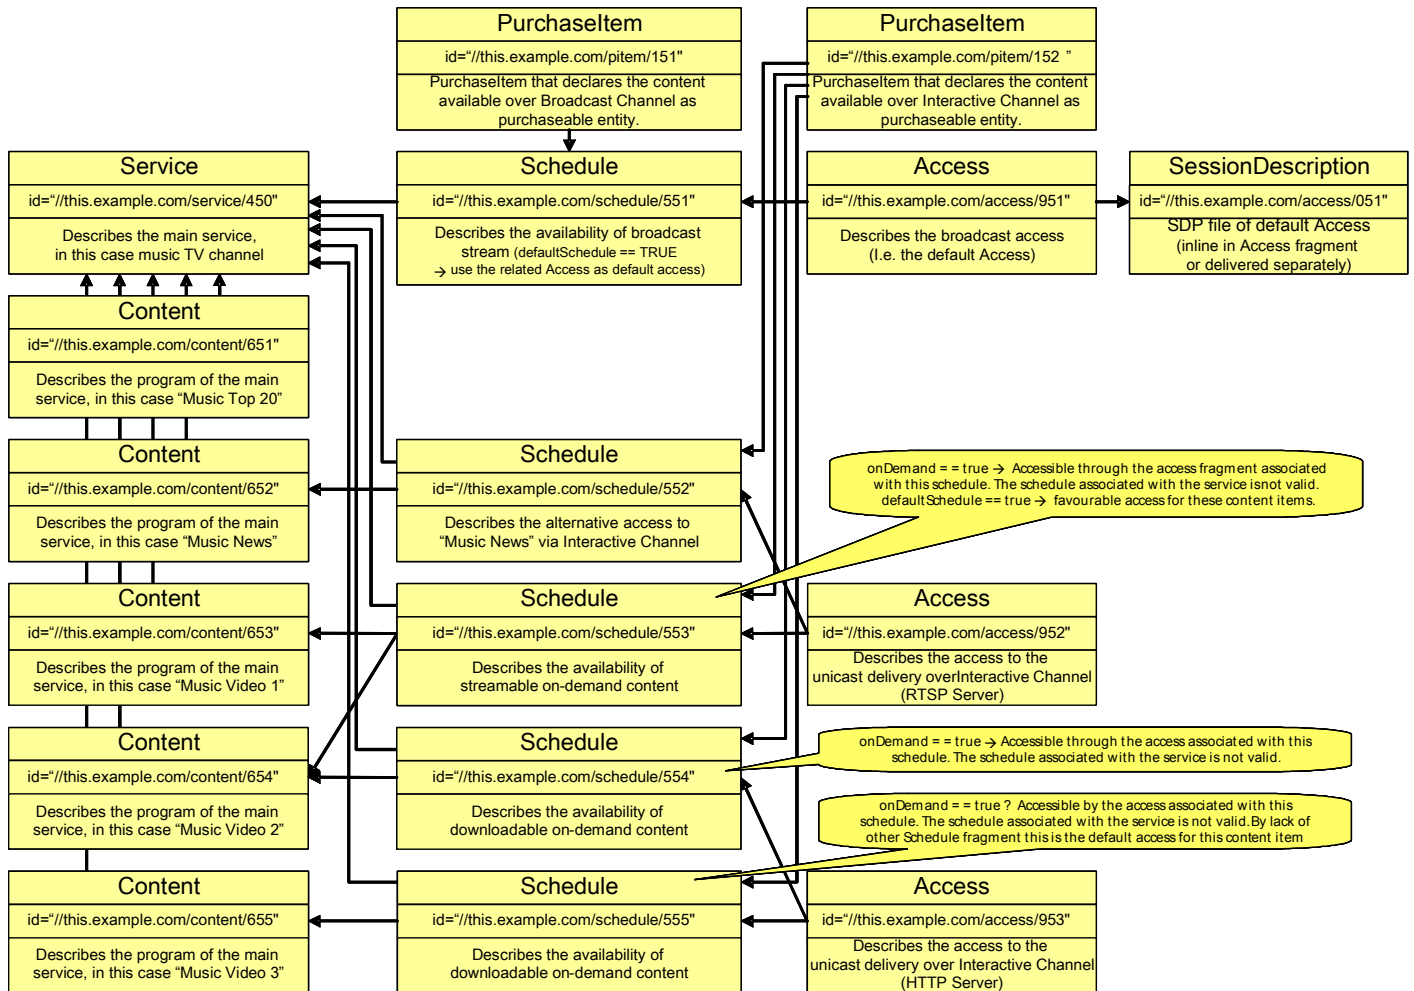 PurchaseItem
id=“//this.example.com/pitem/151"
PurchaseItem that declares the content
available over Broadcast Channel as
purchaseable entity.
PurchaseItem
id=“//this.example.com/pitem/152 ”
PurchaseItem that declares the content
available over Interactive Channel as
purchaseable entity.
Service
id=“//this.example.com/service/450"
Describes the main service,
in this case music TV channel
Schedule
id=“//this.example.com/schedule/551"
Describes the availability of broadcast
stream (defaultSchedule == TRUE
→ use the related Access as default access)
Access
id=“//this.example.com/access/951"
Describes the broadcast access
(I.e. the default Access)
SessionDescription
id=“//this.example.com/access/051"
SDP file of default Access
(inline in Access fragment
or delivered separately)
Content
id=“//this.example.com/content/651"
Describes the program of the main
service, in this case “Music Top 20”
Content
id=“//this.example.com/content/652"
Describes the program of the main
service, in this case “Music News”
Schedule
id=“//this.example.com/schedule/552"
Describes the alternative access to
“Music News” via Interactive Channel
onDemand = = true → Accessible through the access fragment associated
with this schedule. The schedule associated with the service isnot valid.
defaultSchedule == true → favourable access for these content items.
Content
id=“//this.example.com/content/653"
Describes the program of the main
service, in this case “Music Video 1”
Schedule
id=“//this.example.com/schedule/553"
Describes the availability of
streamable on-demand content
Access
id=“//this.example.com/access/952"
Describes the access to the
unicast delivery overInteractive Channel
(RTSP Server)
Content
id=“//this.example.com/content/654"
Describes the program of the main
service, in this case “Music Video 2”
Schedule
id=“//this.example.com/schedule/554"
Describes the availability of
downloadable on-demand content
onDemand = = true → Accessible through the access associated with this
schedule. The schedule associated with the service is not valid.
onDemand = = true ? Accessible by the access associated with this
schedule. The schedule associated with the service is not valid.By lack of
other Schedule fragment this is the default access for this content item
Content
id=“//this.example.com/content/655"
Describes the program of the main
service, in this case “Music Video 3”
Schedule
id=“//this.example.com/schedule/555"
Describes the availability of
downloadable on-demand content
Access
id=“//this.example.com/access/953"
Describes the access to the
unicast delivery over Interactive Channel
(HTTP Server)